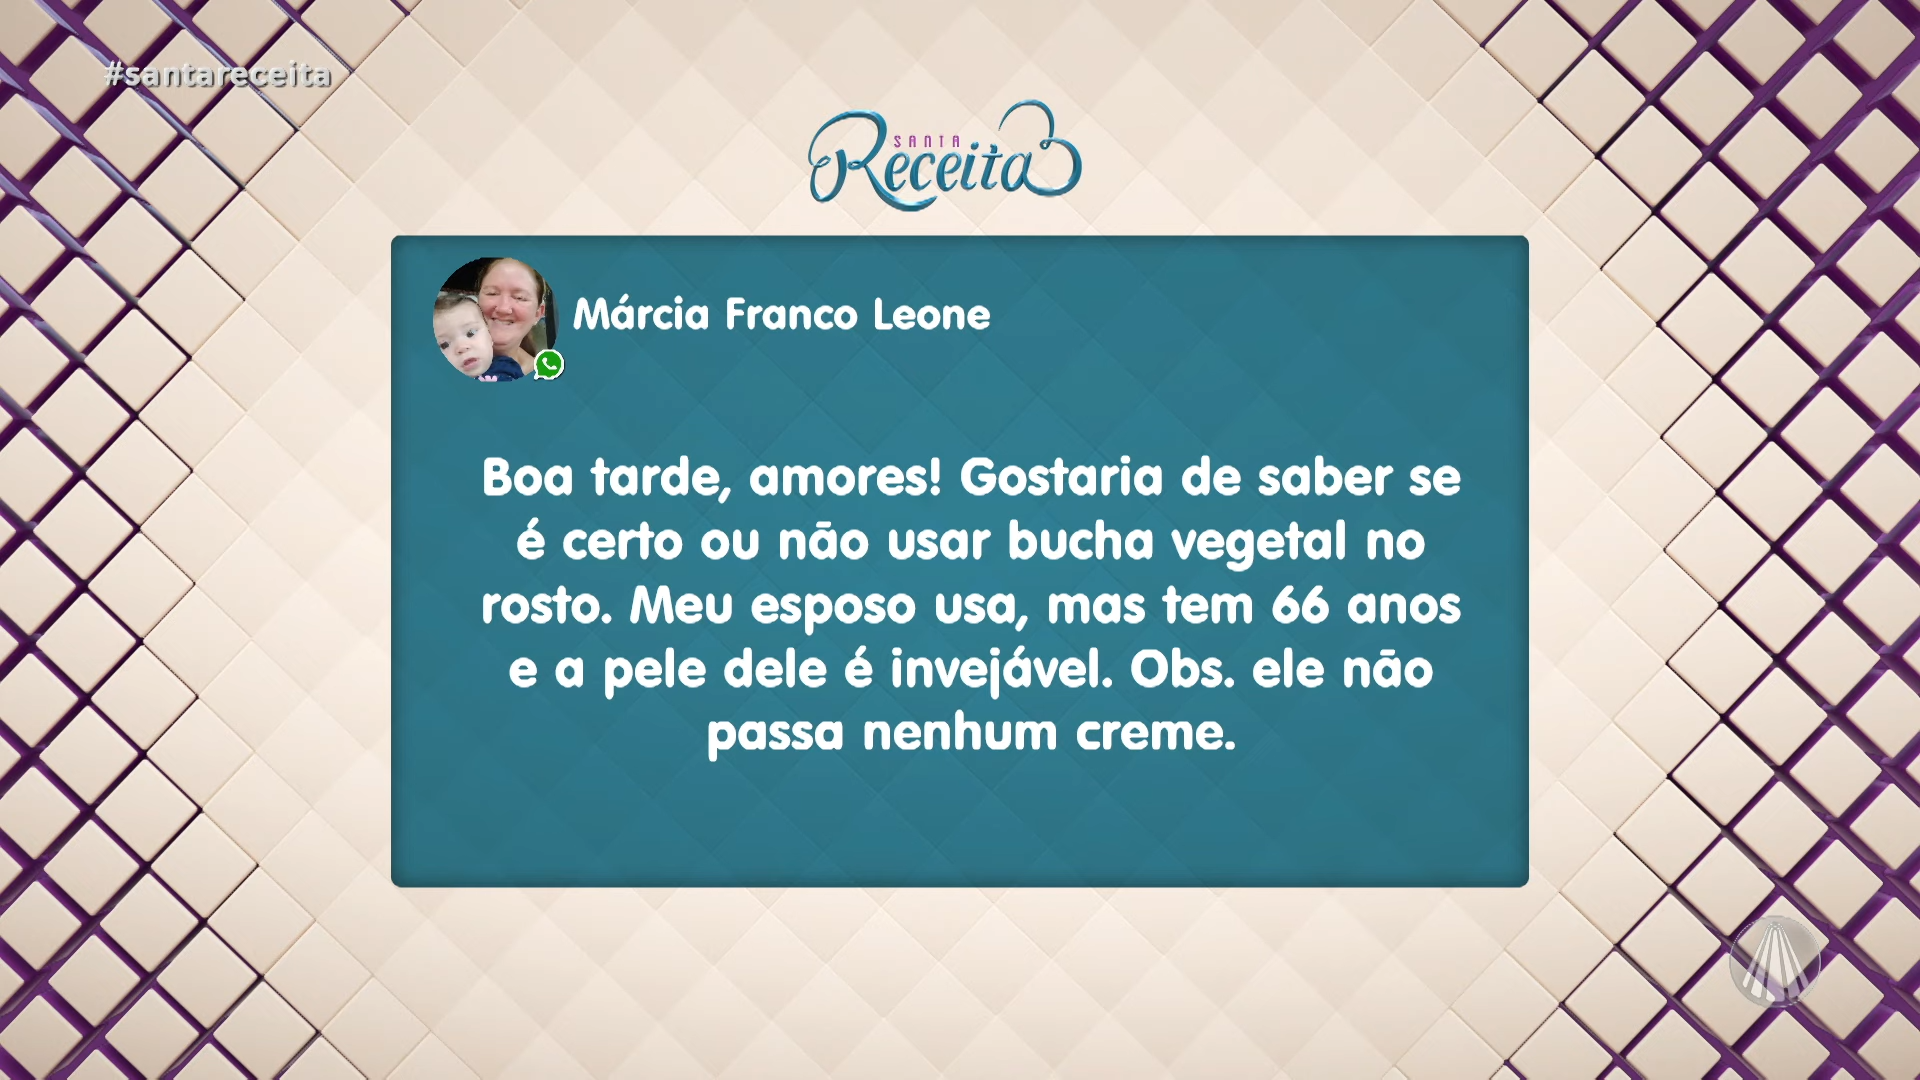 #santareceita
SANTA
Receita
Márcia Franco Leone
Boa tarde, amores! Gostaria de saber se
é certo ou não usar bucha vegetal no
rosto. Meu esposo usa, mas tem 66 anos
e a pele dele é invejável. Obs. ele não
passa nenhum creme.